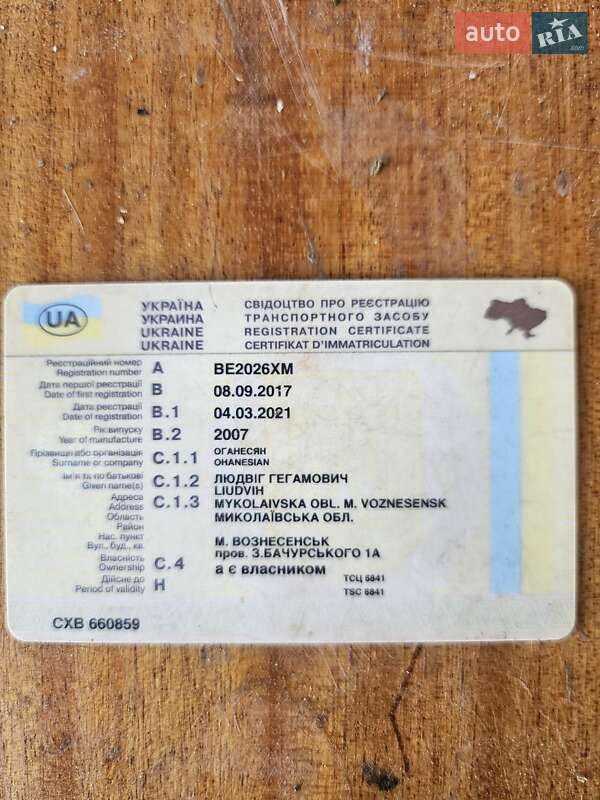 auto RIA.com
UA
УКРАЇНА СВІДОЦТВО ПРО РЕЄСТРАЦІЮ
УКРАИНА ТРАНСПОРТНОГО ЗАСОБУ
UKRAINE REGISTRATION CERTIFICATE
UKRAINE CERTIFIKAT D'IMMATRICULATION
Реєстраційний номер
Registration number A BE2026XM
Дата першої реєстрації
Date of first registration B 08.09.2017
Дата реєстрації
Date of registration B.1 04.03.2021
Рік випуску
Year of manufacture B.2 2007
Прізвище або організація C.1.1 ОГАНЕСЯН
Surname or company OHANESIAN
Ім'я та по батькові C.1.2 ЛЮДВІГ ГЕГАМОВИЧ
Given name(s) LIUDVIH
Адреса C.1.3 MYKOLAIVSKA OBL. M. VOZNESENSK
Address
Область МИКОЛАЇВСЬКА ОБЛ.
Район
Нас. пункт М. ВОЗНЕСЕНСЬК
Вул., буд., кв. пров. З.БАЧУРСЬКОГО 1А
Власність
Ownership C.4 а є власником
Дійсне до ТСЦ 6841
Period of validity H TSC 6841
СХВ 660859